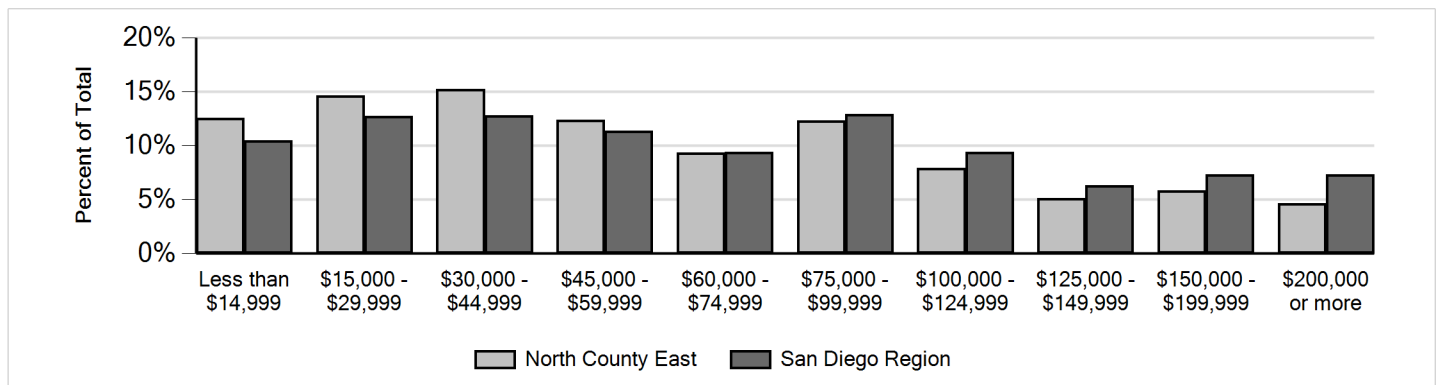 20%
15%
10%
5%
0%
Percent of Total
Less than $15,000 - $30,000 - $45,000 - $60,000 - $75,000 - $100,000 - $125,000 - $150,000 - $200,000
$14,999 $29,999 $44,999 $59,999 $74,999 $99,999 $124,999 $149,999 $199,999 or more
North County East San Diego Region